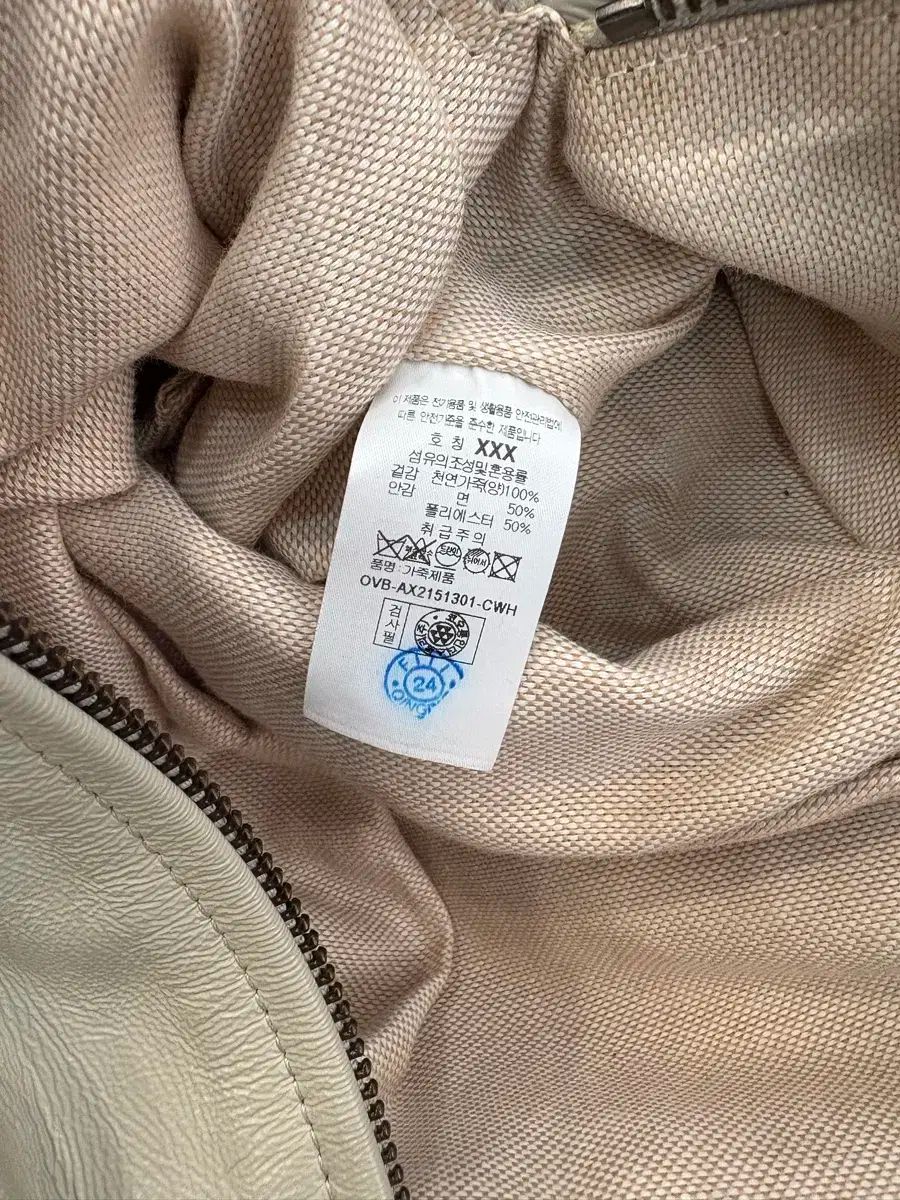 이 제품은 전기용품 및 생활용품 안전관리법에
따른 안전기준을 준수한 제품입니다
호 칭 XXX
섬유의조성및혼용률
겉감 천연가죽(양)100%
안감 면 50%
폴리에스터 50%
취급주의
품명:가죽제품
OVB-AX2151301-CWH
검사필
24